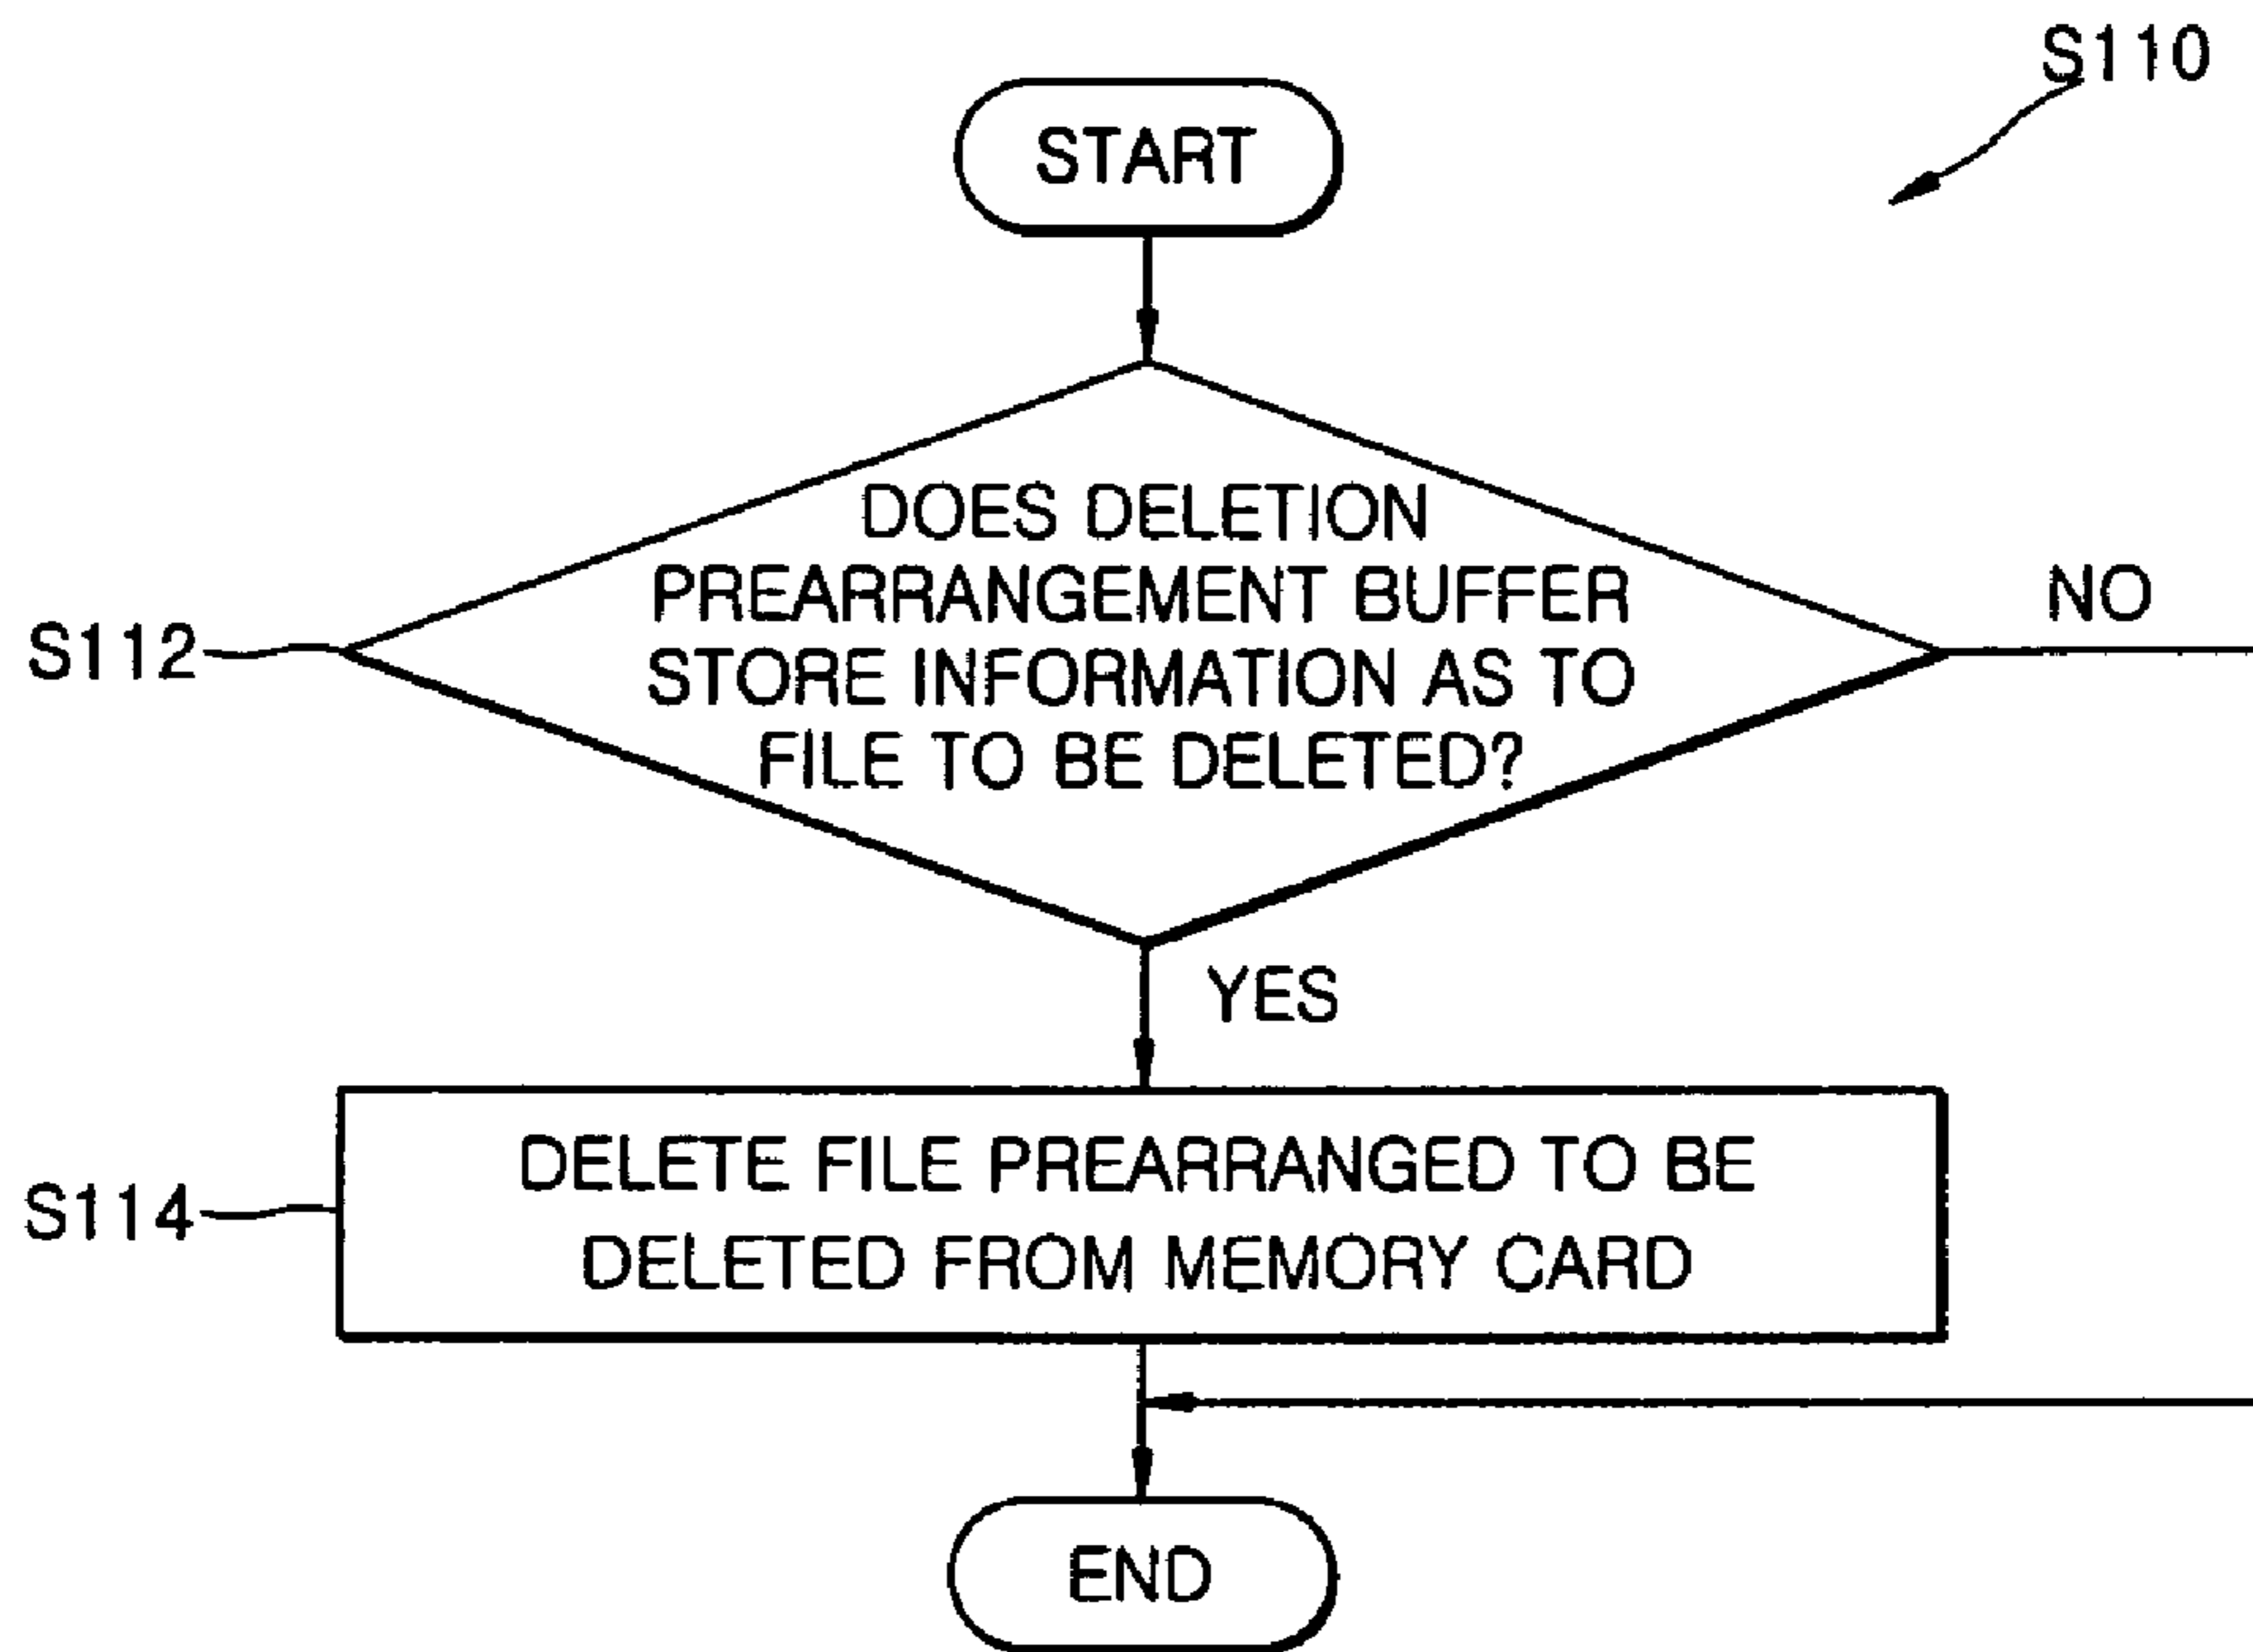 S110
START
DOES DELETION
PREARRANGEMENT BUFFER
STORE INFORMATION AS TO
FILE TO BE DELETED?
NO
S112
YES
DELETE FILE PREARRANGED TO BE
DELETED FROM MEMORY CARD
S114
END